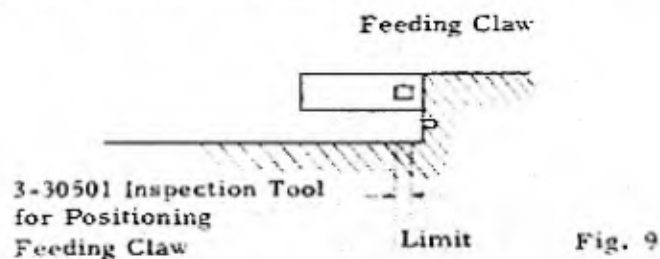 Feeding Claw
3-30501 Inspection Tool
for Positioning
Feeding Claw
Limit
Fig. 9